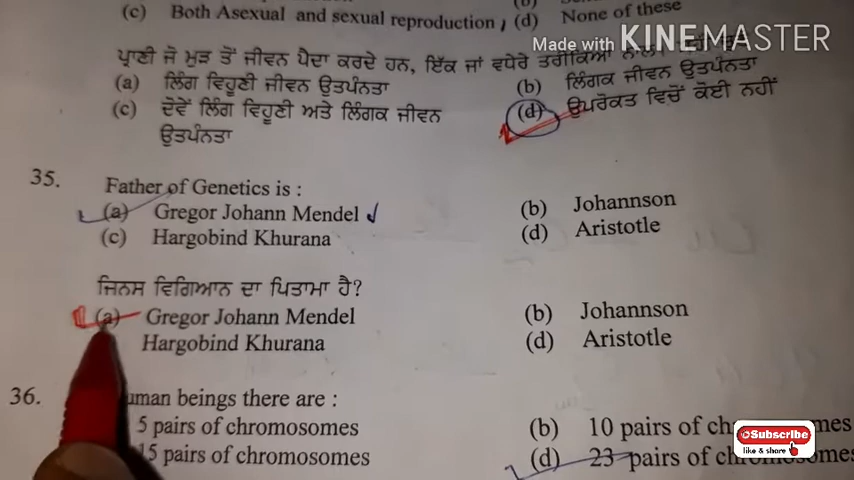 (c) Both Asexual and sexual reproduction (d) None of these
Made with KINEMASTER
ਪ੍ਰਾਣੀ ਜੋ ਮੁੜ ਤੋਂ ਜੀਵਨ ਪੈਦਾ ਕਰਦੇ ਹਨ, ਇੱਕ ਜਾਂ ਵਧੇਰੇ ਤਰੀਕਿਆਂ
(a) ਲਿੰਗ ਵਿਹੂਣੀ ਜੀਵਨ ਉਤਪੰਨਤਾ (b) ਲਿੰਗਕ ਜੀਵਨ ਉਤਪੰਨਤਾ
(c) ਦੋਵੇਂ ਲਿੰਗ ਵਿਹੂਣੀ ਅਤੇ ਲਿੰਗਕ ਜੀਵਨ (d) ਉਪਰੋਕਤ ਵਿਚੋਂ ਕੋਈ ਨਹੀਂ
ਉਤਪੰਨਤਾ
35. Father of Genetics is :
(a) Gregor Johann Mendel (b) Johannson
(c) Hargobind Khurana (d) Aristotle
ਜਿਨਸ ਵਿਗਿਆਨ ਦਾ ਪਿਤਾਮਾ ਹੈ?
(a) Gregor Johann Mendel (b) Johannson
Hargobind Khurana (d) Aristotle
36. uman beings there are :
5 pairs of chromosomes (b) 10 pairs of ch mes
15 pairs of chromosomes (d) 23 pairs of chromosomes
Subscribe
like & share